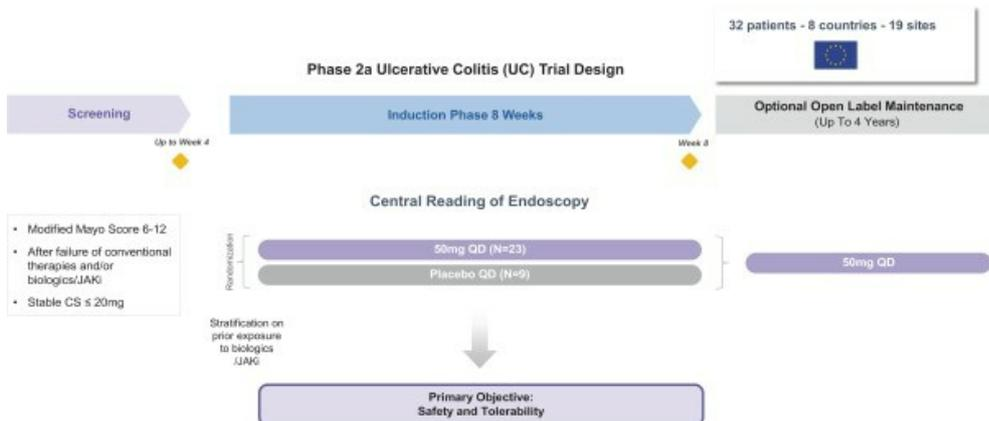 32 patients - 8 countries - 19 sites
Phase 2a Ulcerative Colitis (UC) Trial Design
Screening
Induction Phase 8 Weeks
Optional Open Label Maintenance
(Up To 4 Years)
Up to Week 4
Week 8
Central Reading of Endoscopy
• Modified Mayo Score 6-12
• After failure of conventional
therapies and/or
biologics/JAKi
• Stable CS ≤ 20mg
Randomization
50mg QD (N=23)
Placebo QD (N=9)
50mg QD
Stratification on
prior exposure
to biologics
/JAKi
Primary Objective:
Safety and Tolerability